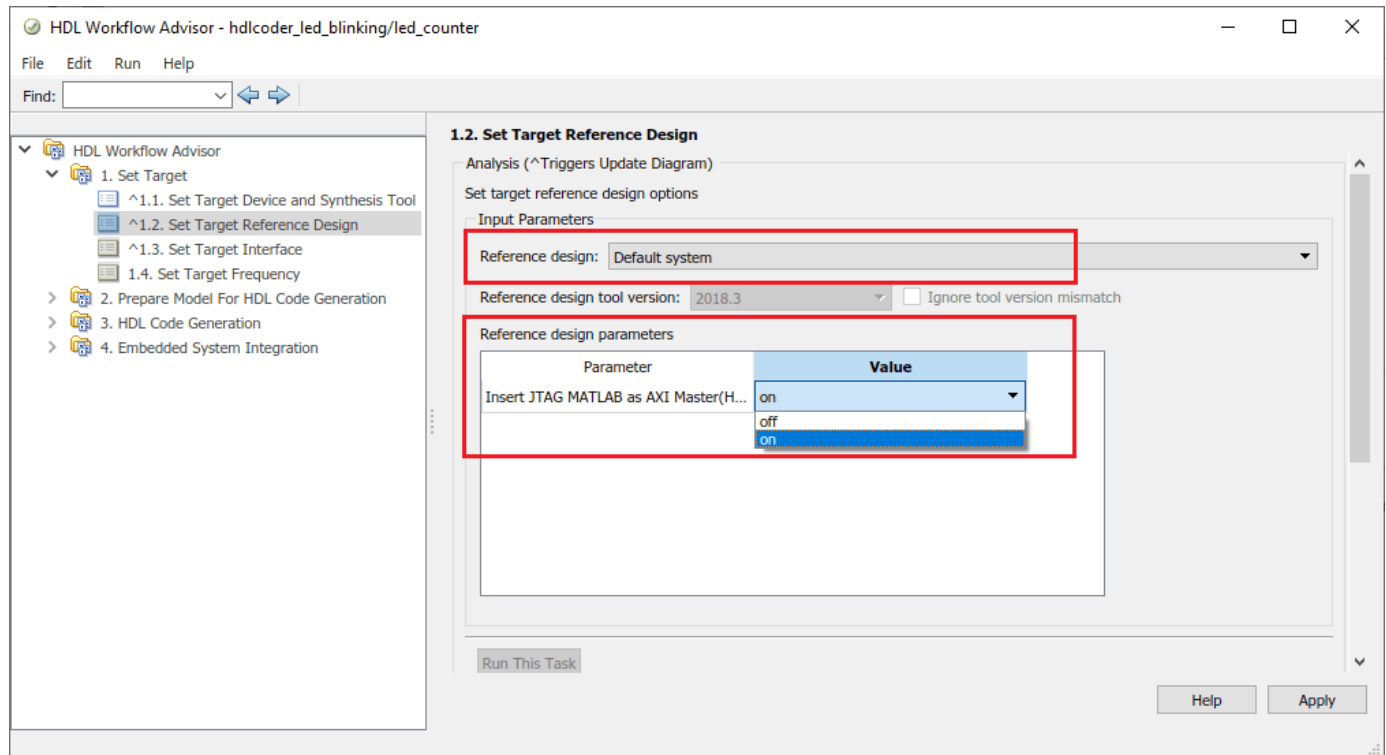 HDL Workflow Advisor - hdlcoder_led_blinking/led_counter
File Edit Run Help
Find:
HDL Workflow Advisor
1. Set Target
^1.1. Set Target Device and Synthesis Tool
^1.2. Set Target Reference Design
^1.3. Set Target Interface
1.4. Set Target Frequency
2. Prepare Model For HDL Code Generation
3. HDL Code Generation
4. Embedded System Integration
1.2. Set Target Reference Design
Analysis (^Triggers Update Diagram)
Set target reference design options
Input Parameters
Reference design: Default system
Reference design tool version: 2018.3 Ignore tool version mismatch
Reference design parameters
Parameter Value
Insert JTAG MATLAB as AXI Master(H... on
off
on
Run This Task
Help Apply